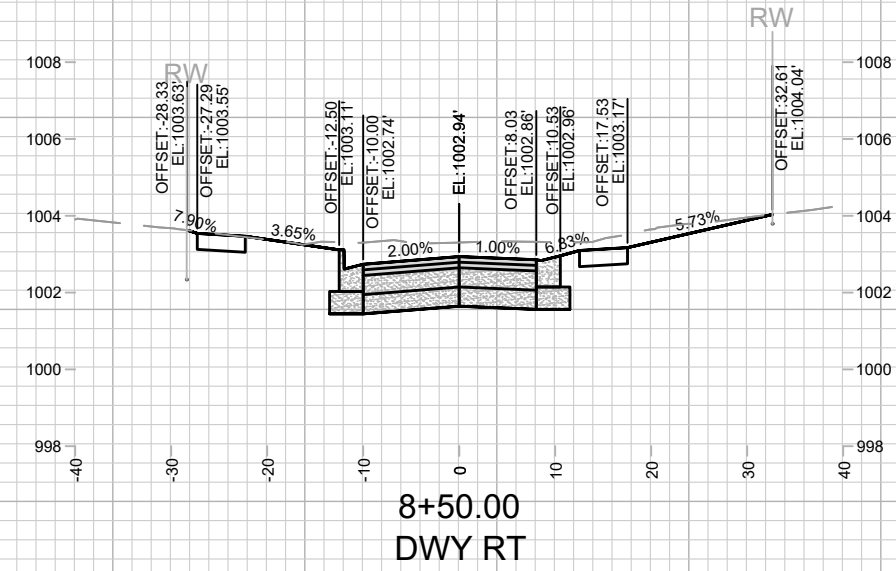 RW
RW
1008
1008
OFFSET:-28.33
EL:1003.63'
OFFSET:-27.29
EL:1003.55'
OFFSET:-12.50
EL:1003.11'
OFFSET:-10.00
EL:1002.74'
EL:1002.94'
OFFSET:8.03
EL:1002.86'
OFFSET:10.53
EL:1002.96'
OFFSET:17.53
EL:1003.17'
OFFSET:32.61
EL:1004.04'
1006
1006
1004
1004
7.90%
3.65%
2.00%
1.00%
6.83%
5.73%
1002
1002
1000
1000
998
998
-40
-30
-20
-10
0
10
20
30
40
8+50.00
DWY RT